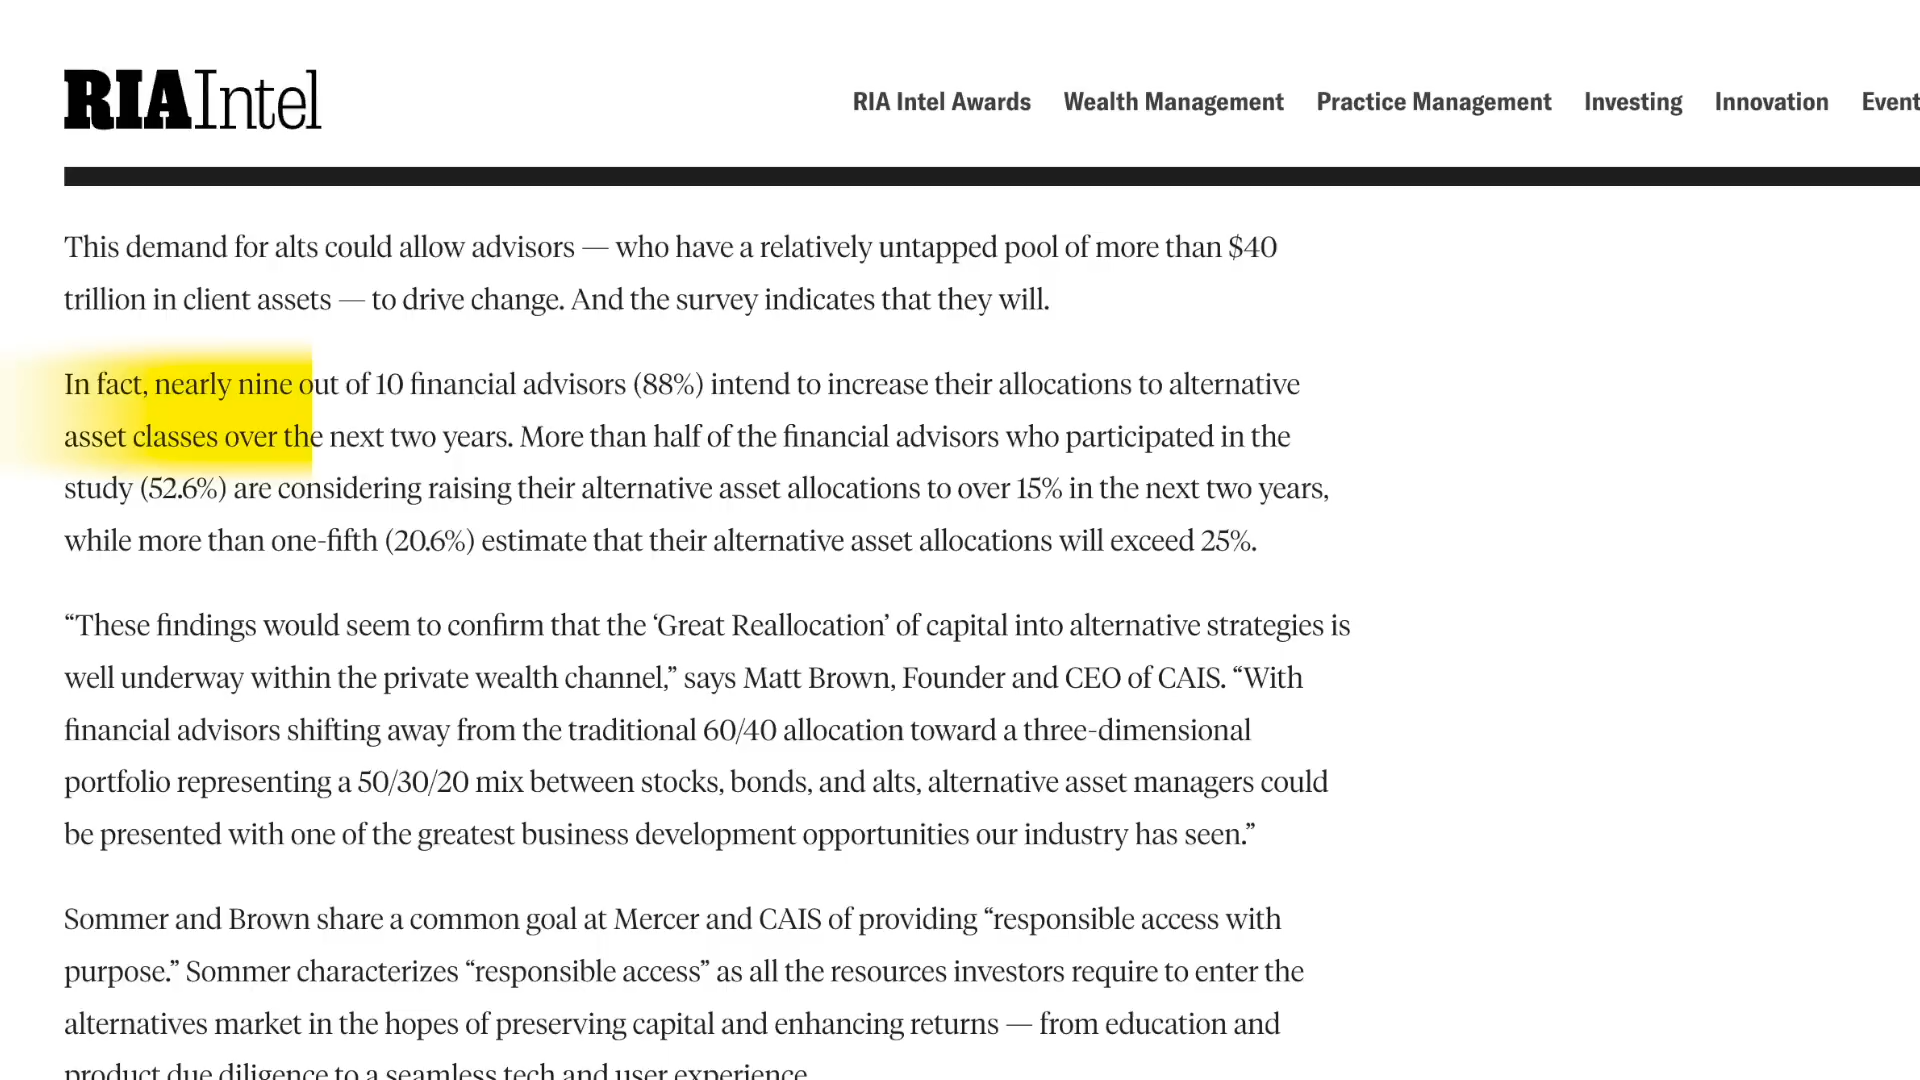 RIAIntel
RIA Intel Awards Wealth Management Practice Management Investing Innovation Event
This demand for alts could allow advisors — who have a relatively untapped pool of more than $40
trillion in client assets — to drive change. And the survey indicates that they will.
In fact, nearly nine out of 10 financial advisors (88%) intend to increase their allocations to alternative
asset classes over the next two years. More than half of the financial advisors who participated in the
study (52.6%) are considering raising their alternative asset allocations to over 15% in the next two years,
while more than one-fifth (20.6%) estimate that their alternative asset allocations will exceed 25%.
“These findings would seem to confirm that the ‘Great Reallocation’ of capital into alternative strategies is
well underway within the private wealth channel,” says Matt Brown, Founder and CEO of CAIS. “With
financial advisors shifting away from the traditional 60/40 allocation toward a three-dimensional
portfolio representing a 50/30/20 mix between stocks, bonds, and alts, alternative asset managers could
be presented with one of the greatest business development opportunities our industry has seen.”
Sommer and Brown share a common goal at Mercer and CAIS of providing “responsible access with
purpose.” Sommer characterizes “responsible access” as all the resources investors require to enter the
alternatives market in the hopes of preserving capital and enhancing returns — from education and
product due diligence to a seamless tech and user experience.